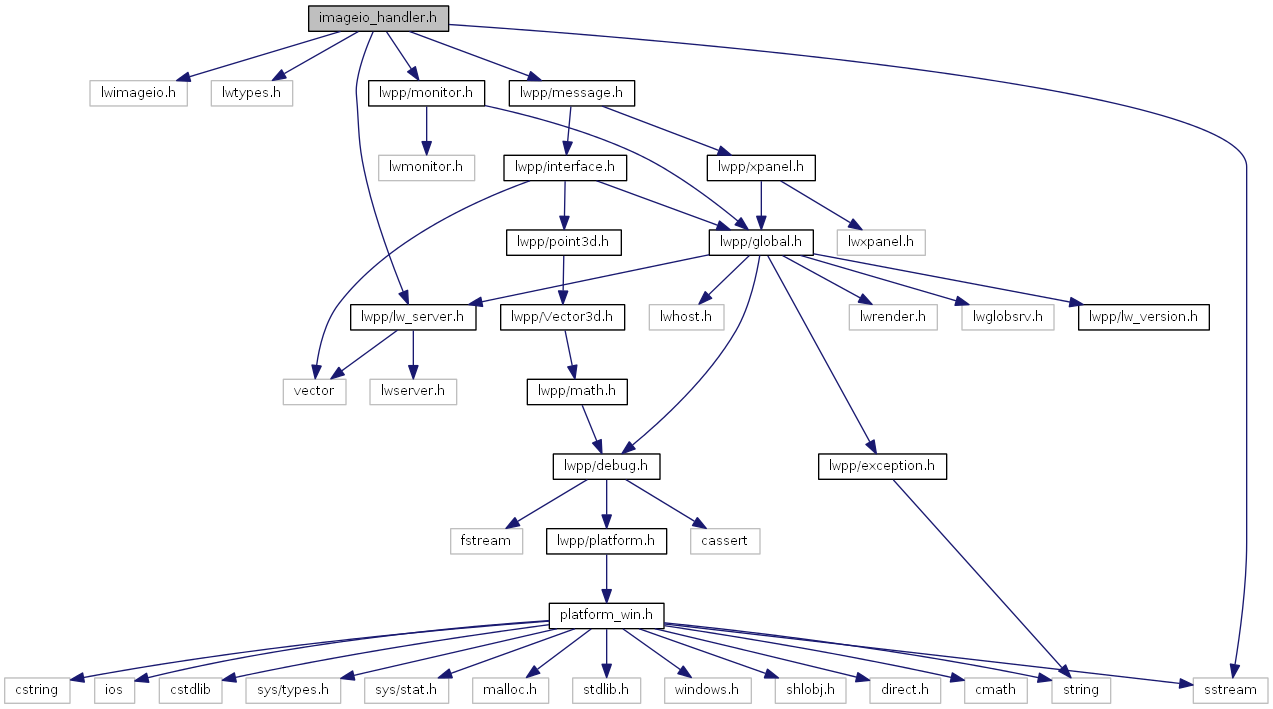 imageio_handler.h
lwimageio.h
lwtypes.h
lwpp/monitor.h
lwpp/message.h
lwmonitor.h
lwpp/interface.h
lwpp/xpanel.h
lwpp/point3d.h
lwpp/global.h
lwxpanel.h
lwpp/lw_server.h
lwpp/Vector3d.h
lwhost.h
lwrender.h
lwglobsrv.h
lwpp/lw_version.h
vector
lwserver.h
lwpp/math.h
lwpp/debug.h
lwpp/exception.h
fstream
lwpp/platform.h
cassert
platform_win.h
cstring
ios
cstdlib
sys/types.h
sys/stat.h
malloc.h
stdlib.h
windows.h
shlobj.h
direct.h
cmath
string
sstream